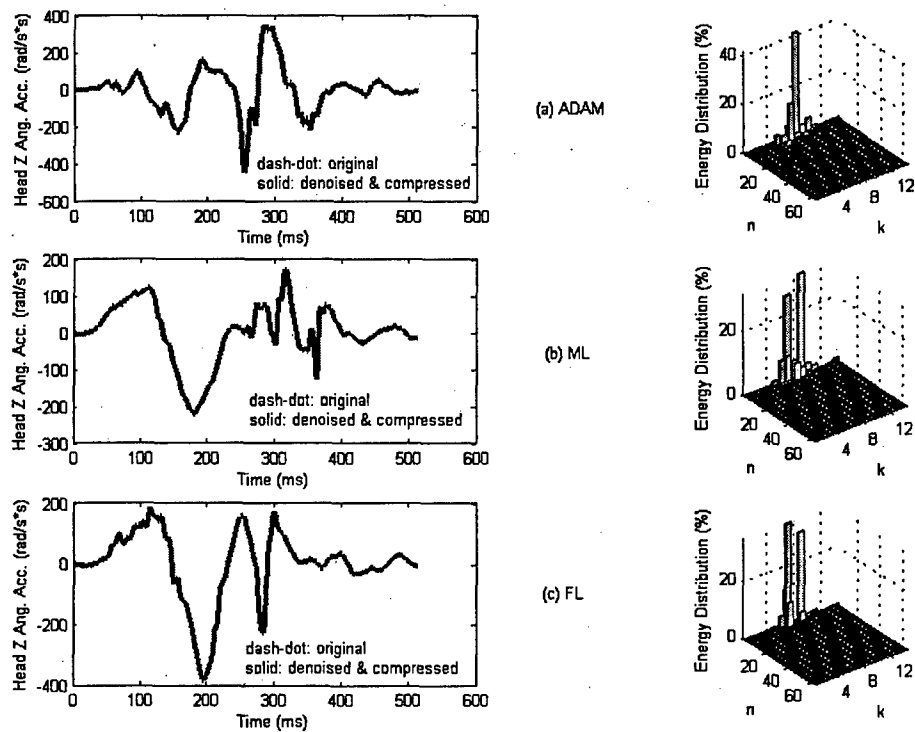 400
200
0
-200
-400
-600
Head Z Ang. Acc. (rad/s*s)
dash-dot: original
solid: denoised & compressed
0 100 200 300 400 500 600
Time (ms)
(a) ADAM
Energy Distribution (%)
40
20
0
20
40
60
n
4
8
12
k
200
100
0
-100
-200
-300
Head Z Ang. Acc. (rad/s*s)
dash-dot: original
solid: denoised & compressed
0 100 200 300 400 500 600
Time (ms)
(b) ML
Energy Distribution (%)
20
0
20
40
60
n
4
8
12
k
200
0
-200
-400
Head Z Ang. Acc. (rad/s*s)
dash-dot: original
solid: denoised & compressed
0 100 200 300 400 500 600
Time (ms)
(c) FL
Energy Distribution (%)
20
0
20
40
60
n
4
8
12
k